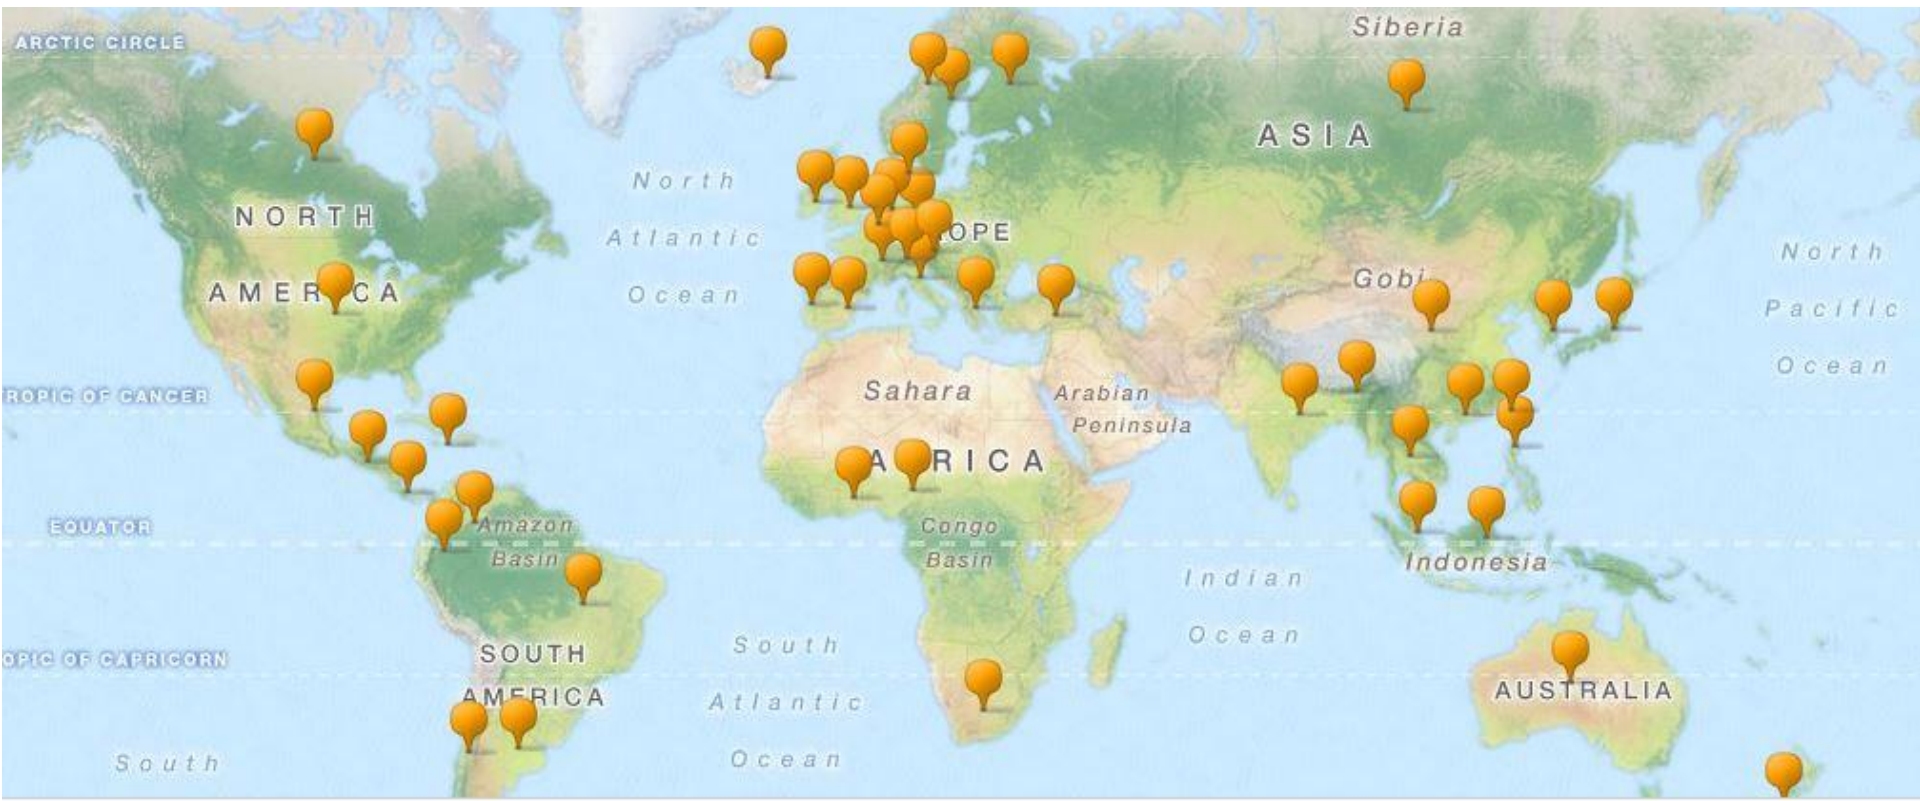 Siberia
ARCTIC CIRCLE
ASIA
North
Atlantic
Ocean
NORTH
AMERICA
OPE
North
Pacific
Ocean
Gobi
ROPIC OF CANCER
Sahara
Arabian
Peninsula
A RICA
EQUATOR
Amazon
Basin
Congo
Basin
Indonesia
Indian
Ocean
OPIC OF CAPRICORN
SOUTH
AMERICA
South
Atlantic
Ocean
AUSTRALIA
South